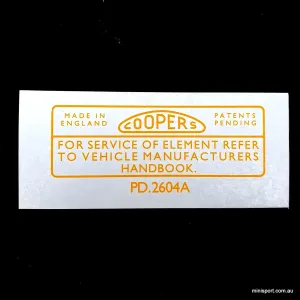 MADE IN
ENGLAND
COOPERS
PATENTS
PENDING
FOR SERVICE OF ELEMENT REFER
TO VEHICLE MANUFACTURERS
HANDBOOK.
PD.2604A
minisport.com.au